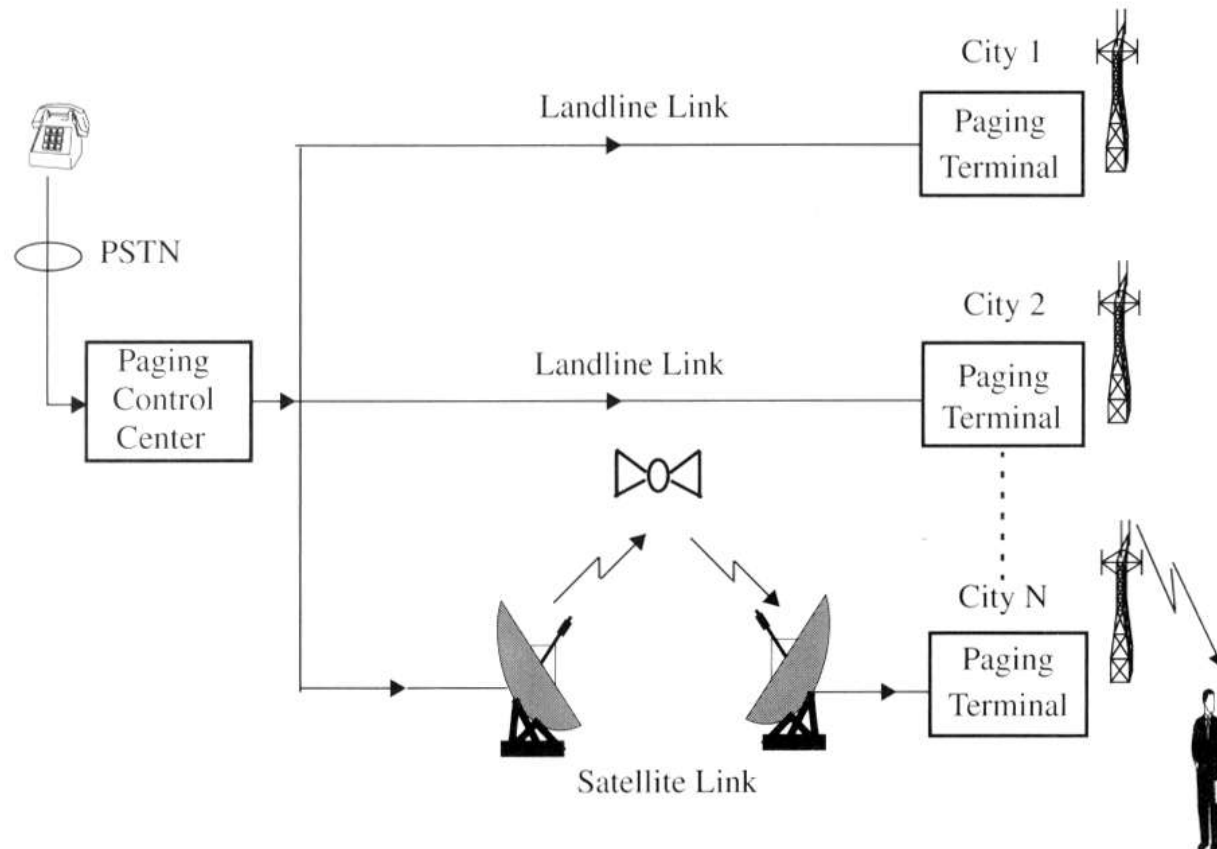 City 1
Landline Link
Paging
Terminal
PSTN
City 2
Landline Link
Paging
Control
Center
Paging
Terminal
City N
Paging
Terminal
Satellite Link